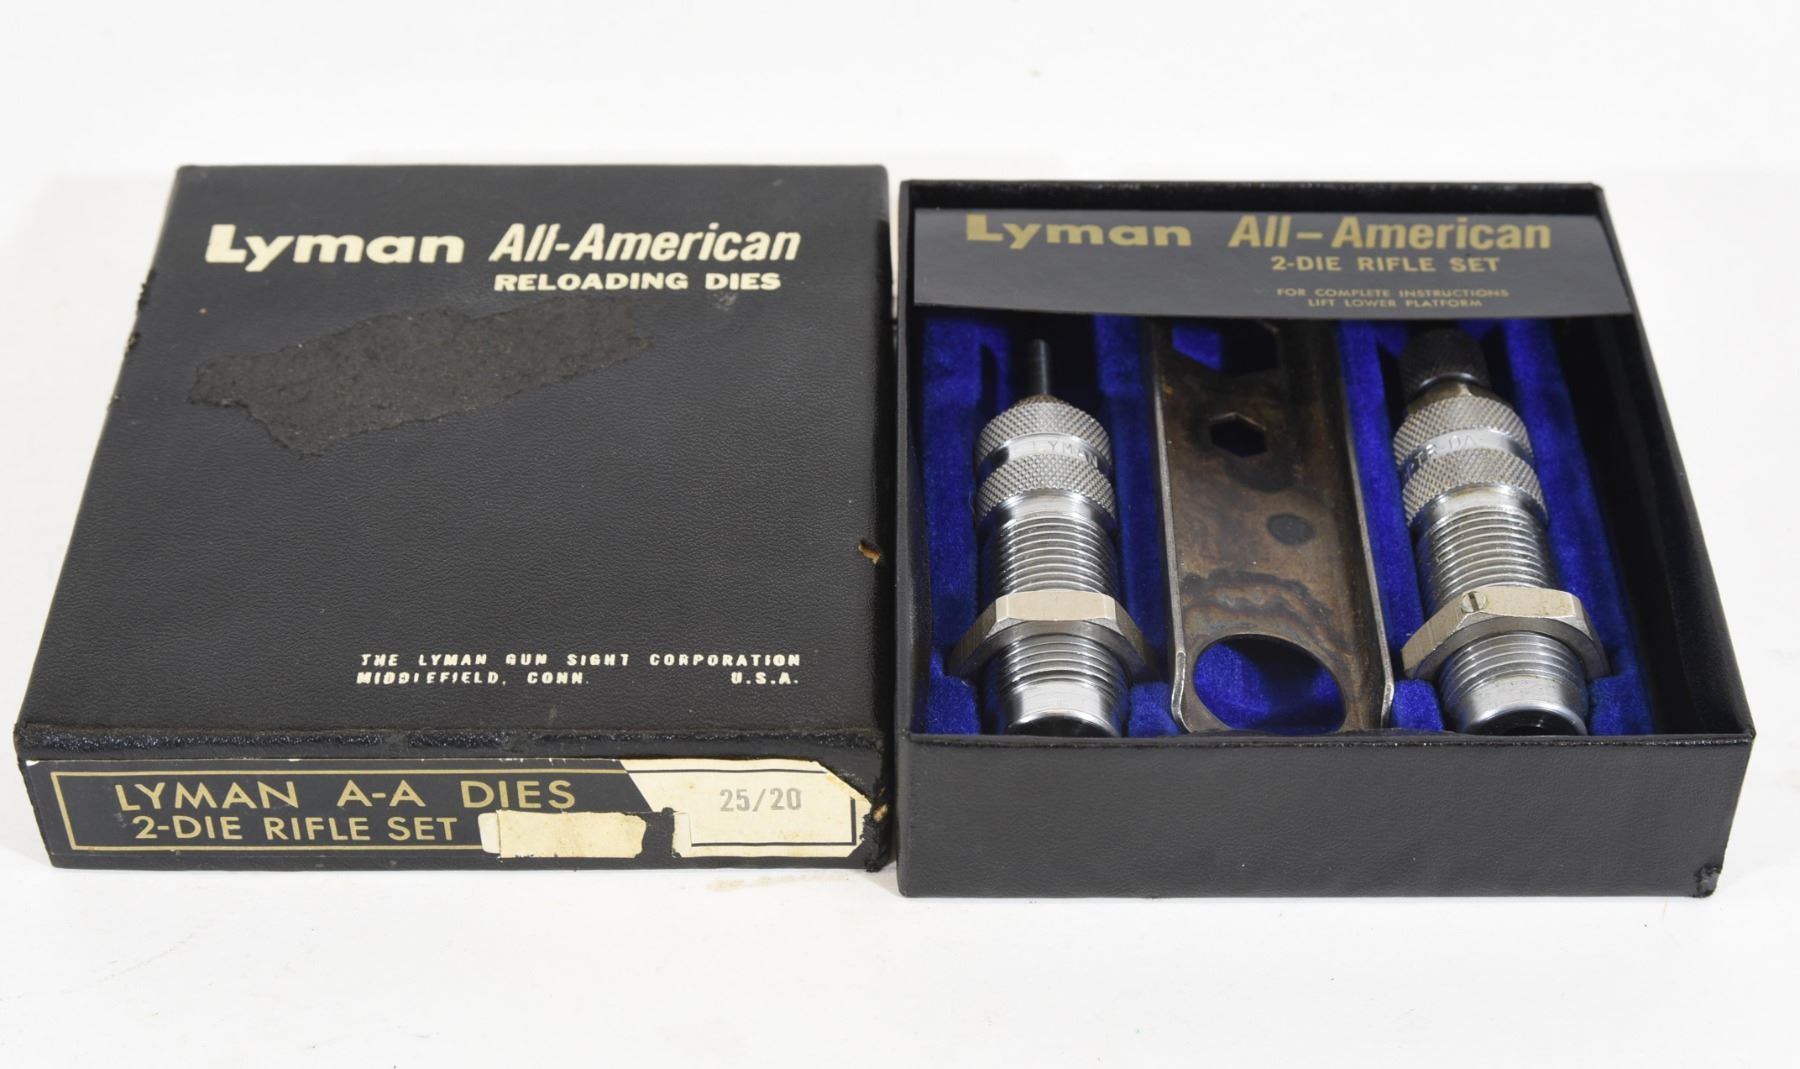 Lyman All-American
RELOADING DIES
THE LYMAN GUN SIGHT CORPORATION
MIDDLEFIELD, CONN. U.S.A.
LYMAN A-A DIES
2-DIE RIFLE SET
25/20
Lyman All-American
2-DIE RIFLE SET
FOR COMPLETE INSTRUCTIONS
LIFT LOWER PLATFORM
LYMAN